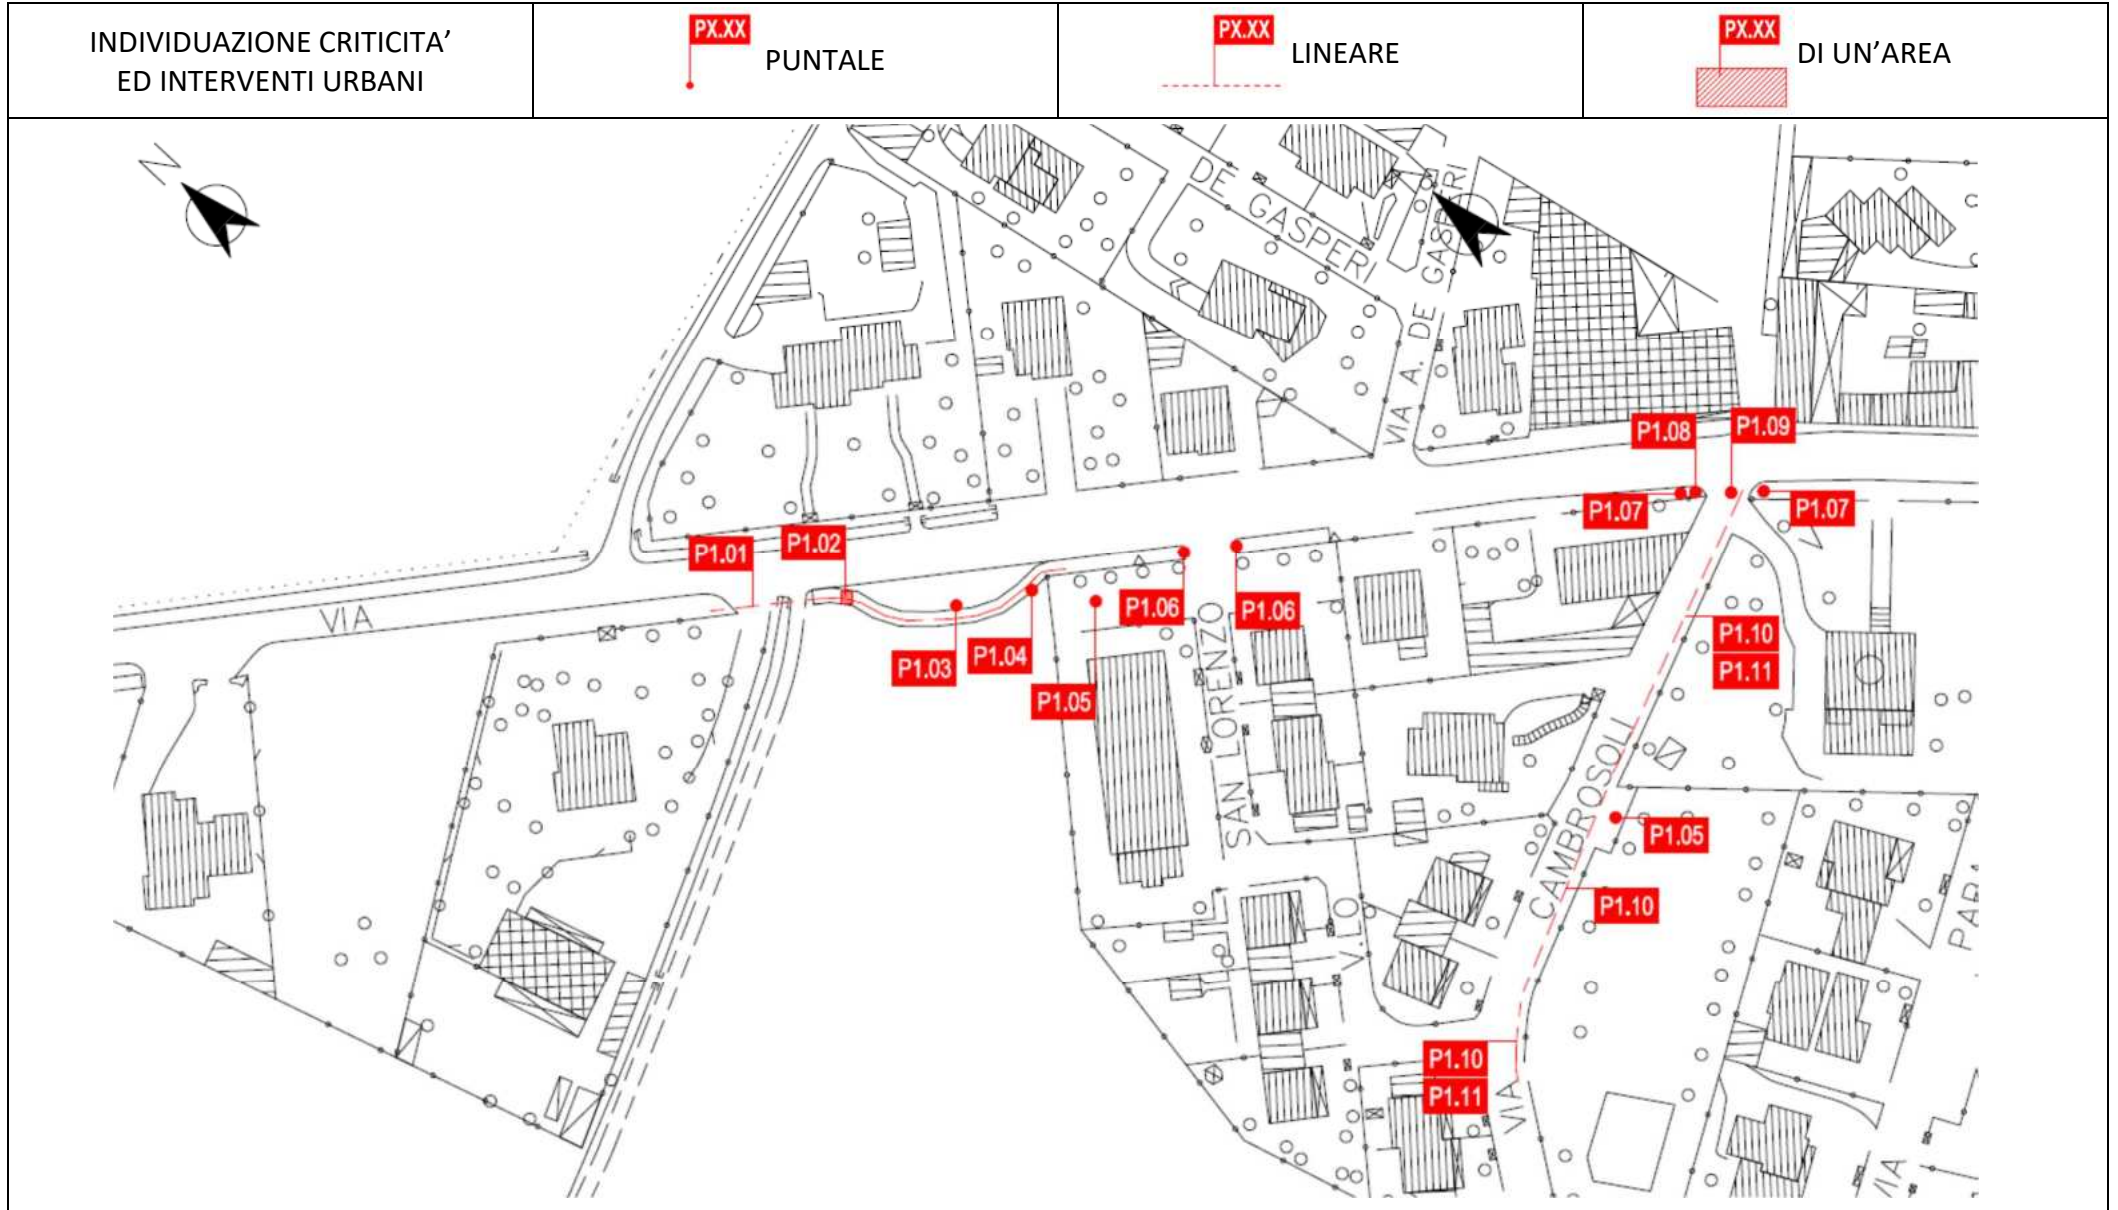 INDIVIDUAZIONE CRITICITA’
ED INTERVENTI URBANI
PX.XX
PUNTALE
PX.XX
LINEARE
PX.XX
DI UN’AREA
N
DE GASPERI
VIA A. DE GASPERI
P1.08
P1.09
P1.07
P1.07
P1.01
P1.02
VIA
P1.03
P1.04
P1.05
P1.06
P1.06
SAN LORENZO
P1.10
P1.11
CAMBROSOLI
P1.05
P1.10
P1.10
P1.11
VIA
VIA